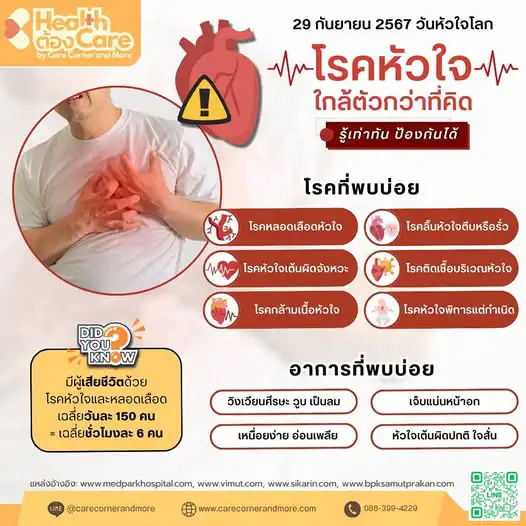 Health
ต้อง Care
by Care Corner and More
29 กันยายน 2567 วันหัวใจโลก
โรคหัวใจ
ใกล้ตัวกว่าที่คิด
รู้เท่าทัน ป้องกันได้
โรคที่พบบ่อย
โรคหลอดเลือดหัวใจ
โรคลิ้นหัวใจตีบหรือรั่ว
โรคหัวใจเต้นผิดจังหวะ
โรคติดเชื้อบริเวณหัวใจ
โรคกล้ามเนื้อหัวใจ
โรคหัวใจพิการแต่กำเนิด
DID
YOU
KNOW
?
มีผู้เสียชีวิตด้วย
โรคหัวใจและหลอดเลือด
เฉลี่ยวันละ 150 คน
= เฉลี่ยชั่วโมงละ 6 คน
อาการที่พบบ่อย
วิงเวียนศีรษะ วูบ เป็นลม
เจ็บแน่นหน้าอก
เหนื่อยง่าย อ่อนเพลีย
หัวใจเต้นผิดปกติ ใจสั่น
แหล่งอ้างอิง: www.medparkhospital.com, www.vimut.com, www.sikarin.com, www.bpksamutprakan.com
LINE @carecornerandmore
www.carecornerandmore.com
086-399-4229
LINE